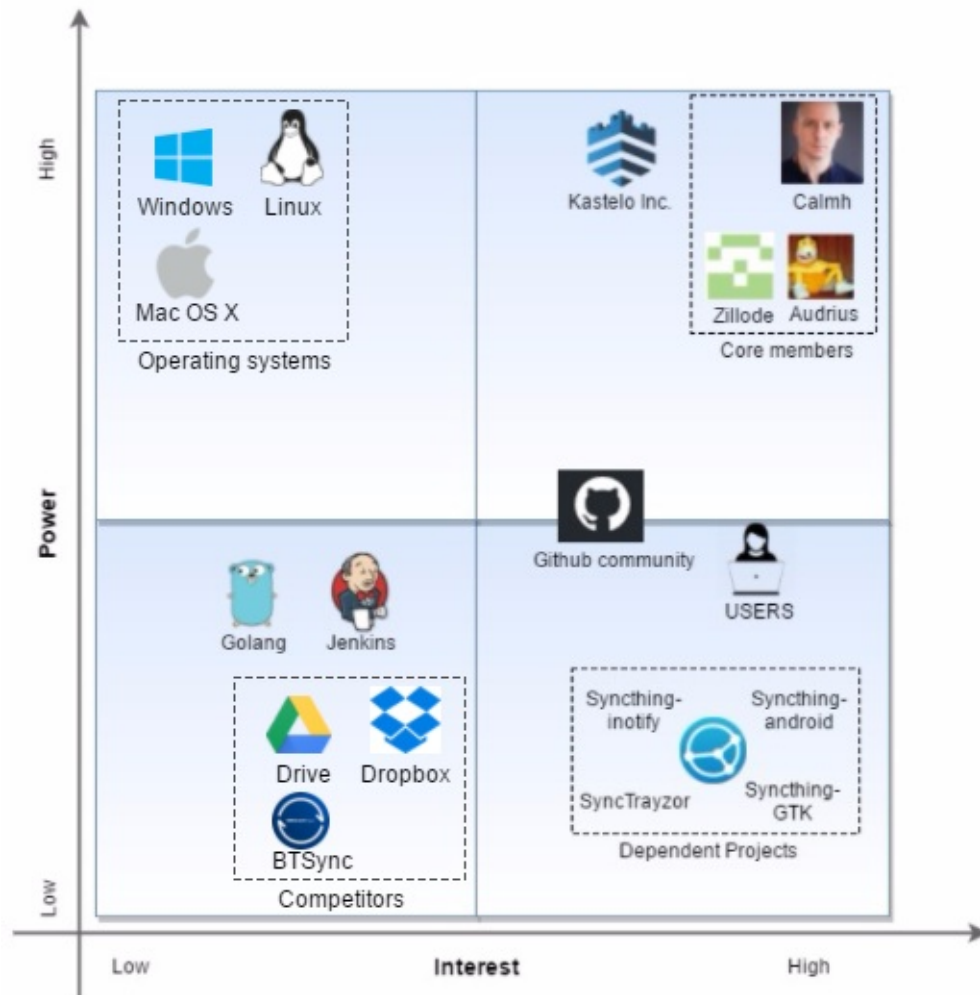 High
Windows
Linux
Mac OS X
Operating systems
Kastelo Inc.
Calmh
Zillode
Audrius
Core members
Power
Github community
USERS
Golang
Jenkins
Drive
Dropbox
BTSync
Competitors
Syncthing-
inotify
Syncthing-
android
SyncTrayzor
Syncthing-
GTK
Dependent Projects
Low
Low
Interest
High